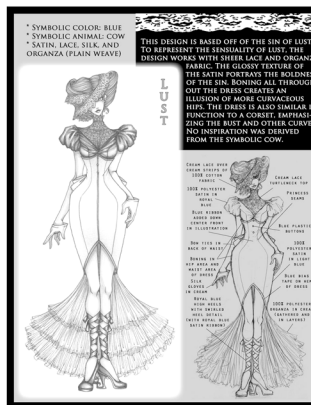 * Symbolic color: blue
* Symbolic animal: cow
* Satin, lace, silk, and
organza (plain weave)
This design is based off of the sin of lust.
To represent the sensuality of lust, the
design works with sheer lace and organza
fabric. The glossy texture of
the satin portrays the boldness
of the sin. Boning all through-
out the dress creates an
illusion of more curvaceous
hips. The dress is also similar in
function to a corset, emphasi-
zing the bust and other curves.
No inspiration was derived
from the symbolic cow.
LUST
Cream lace over
cream strips of
100% cotton
fabric
100% polyester
satin in
royal
blue
Blue ribbon
added down
center front
in illustration
Bow ties in
back of waist
Boning in
hip area and
waist area
of dress
Silk
gloves
in cream
Royal blue
high heels
with swirled
heel detail
(with royal blue
satin ribbon)
Cream lace
turtleneck top
Princess
seams
Blue plastic
buttons
100%
polyester
satin in
light
blue
Blue bias
tape on hem
of dress
100% polyester
organza in cream
(gathered and
in layers)